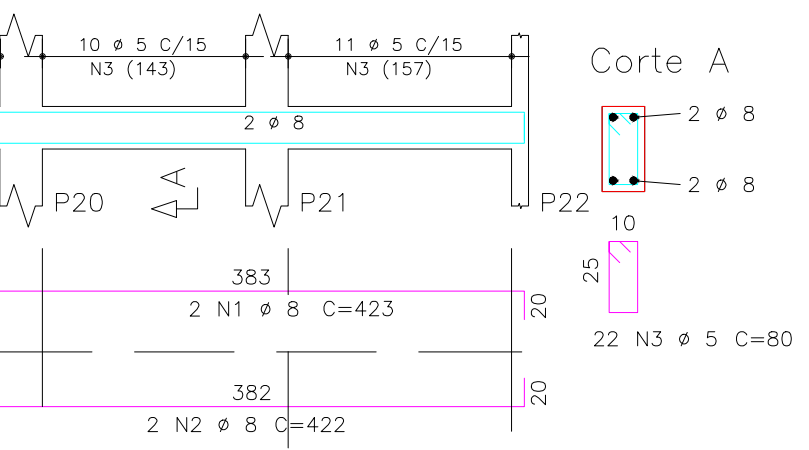 10 ø 5 C/15
N3 (143)
11 ø 5 C/15
N3 (157)
Corte A
2 ø 8
2 ø 8
2 ø 8
A
P20
P21
P22
10
25
383
2 N1 ø 8 C=423
20
22 N3 ø 5 C=80
382
20
2 N2 ø 8 C=422